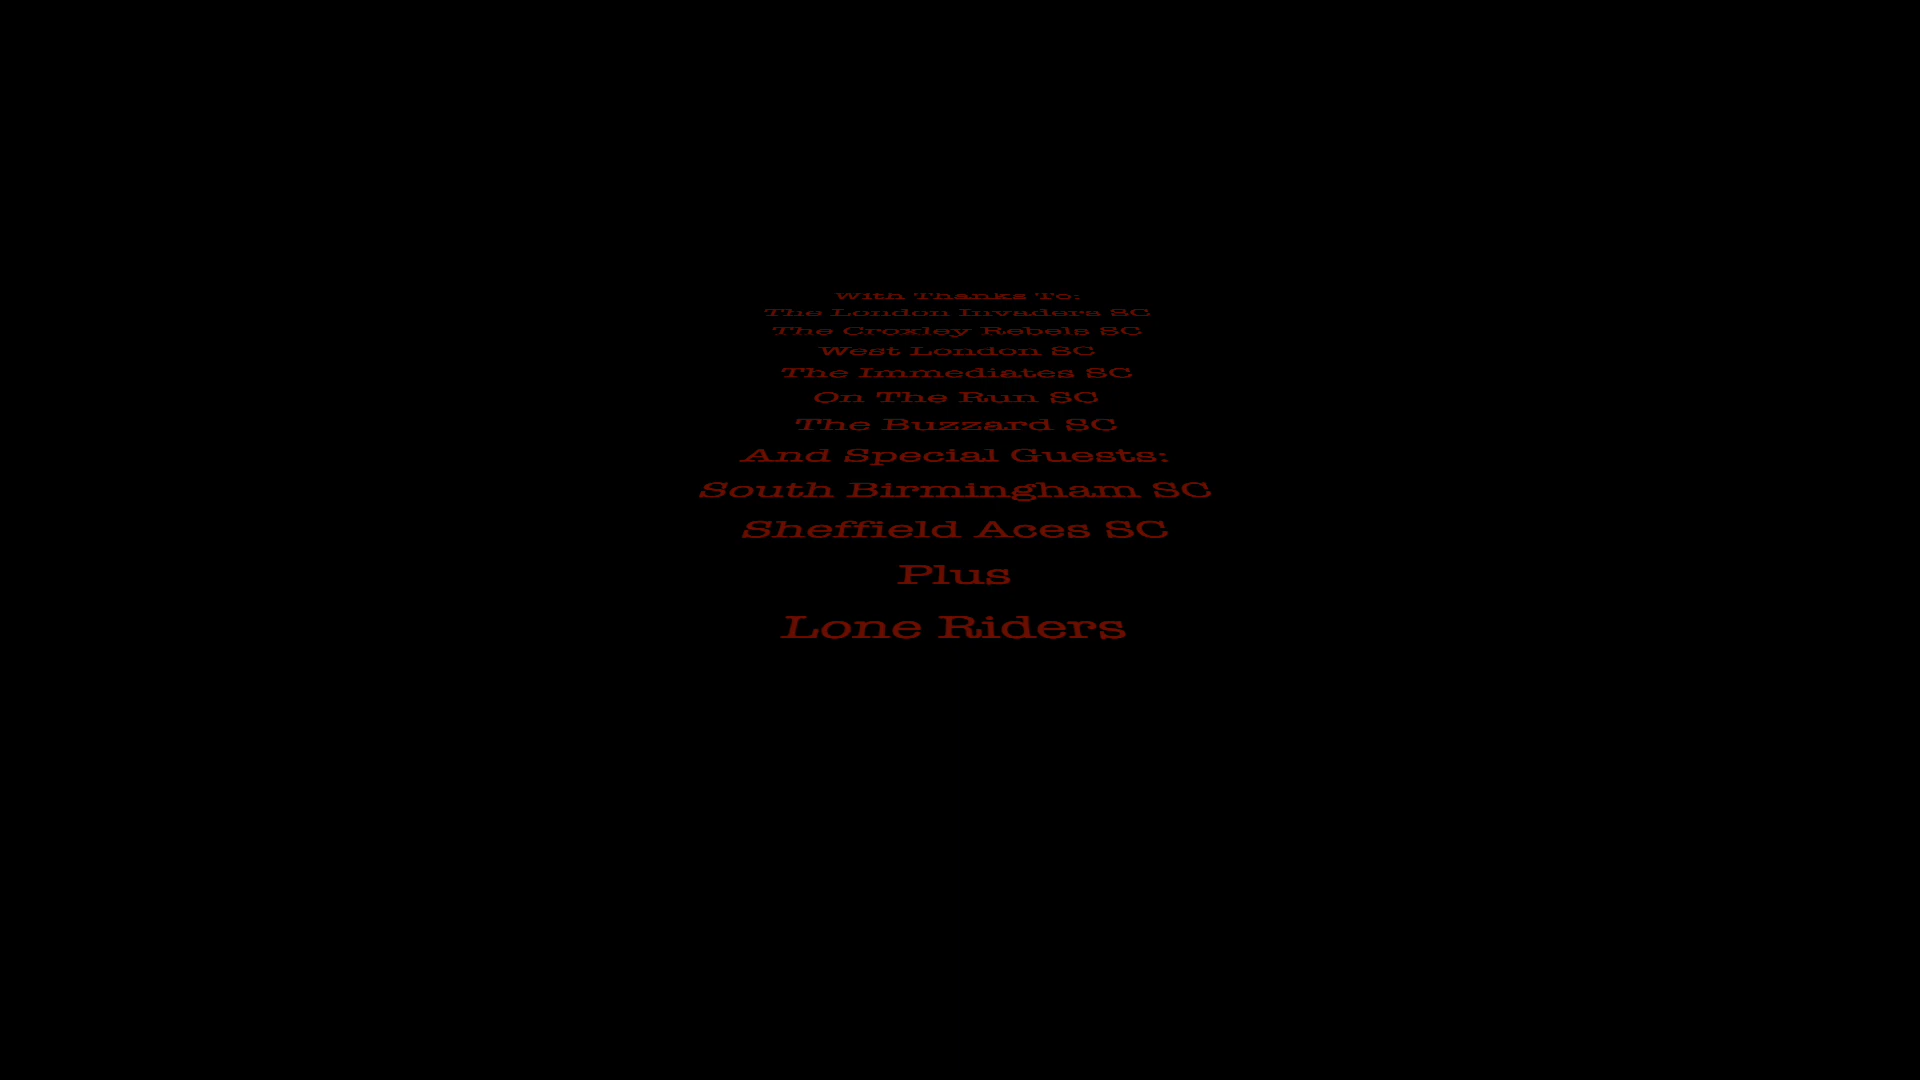 With Thanks To:
The London Invaders SC
The Croxley Rebels SC
West London SC
The Immediates SC
On The Run SC
The Buzzard SC
And Special Guests:
South Birmingham SC
Sheffield Aces SC
Plus
Lone Riders